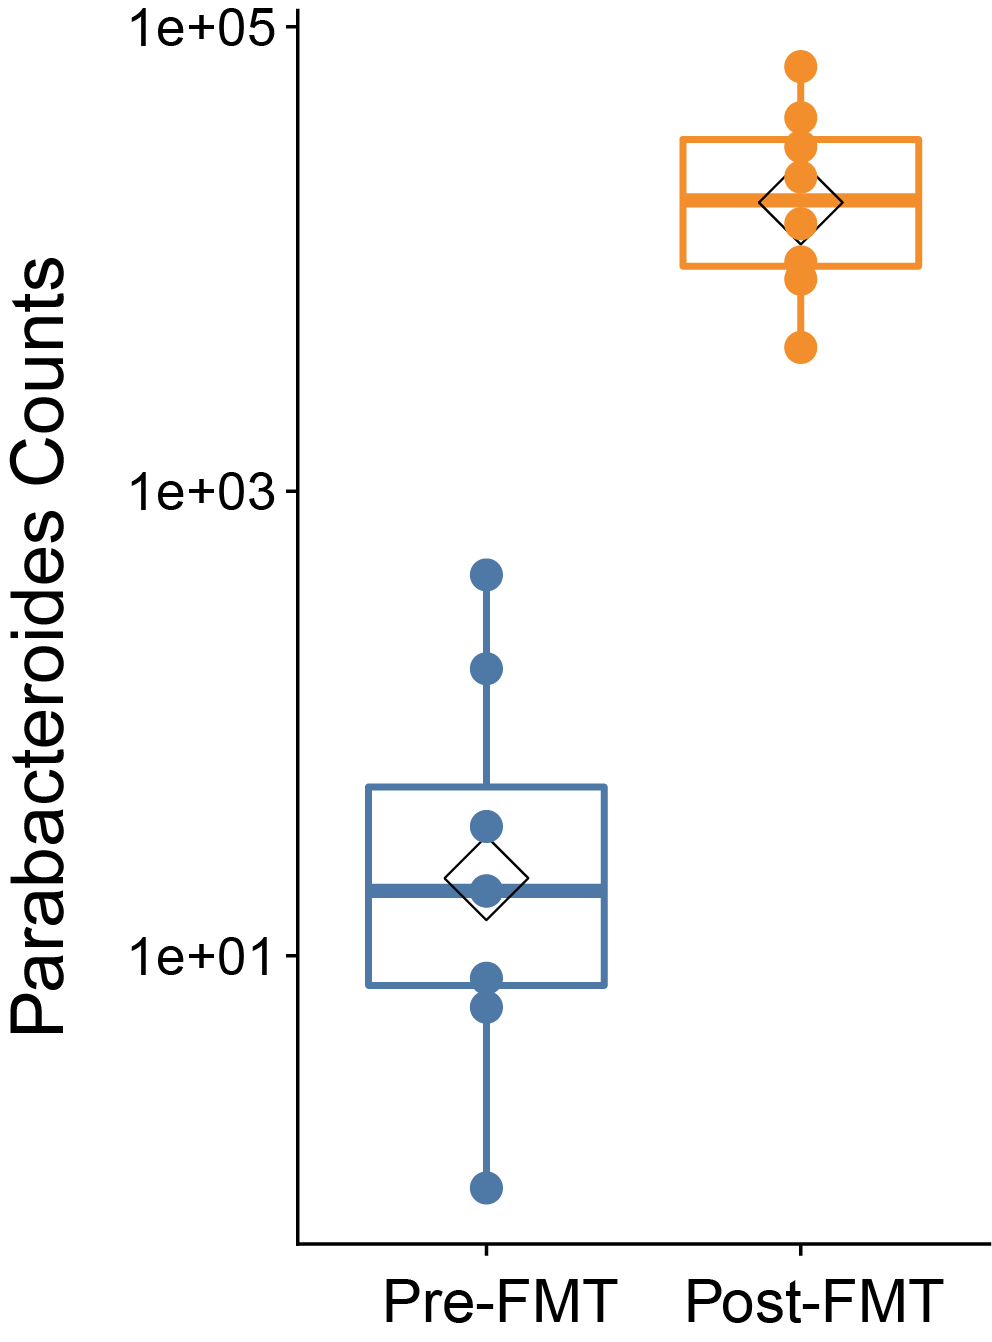 Parabacteroides Counts
1e+05
1e+03
1e+01
Pre-FMT
Post-FMT